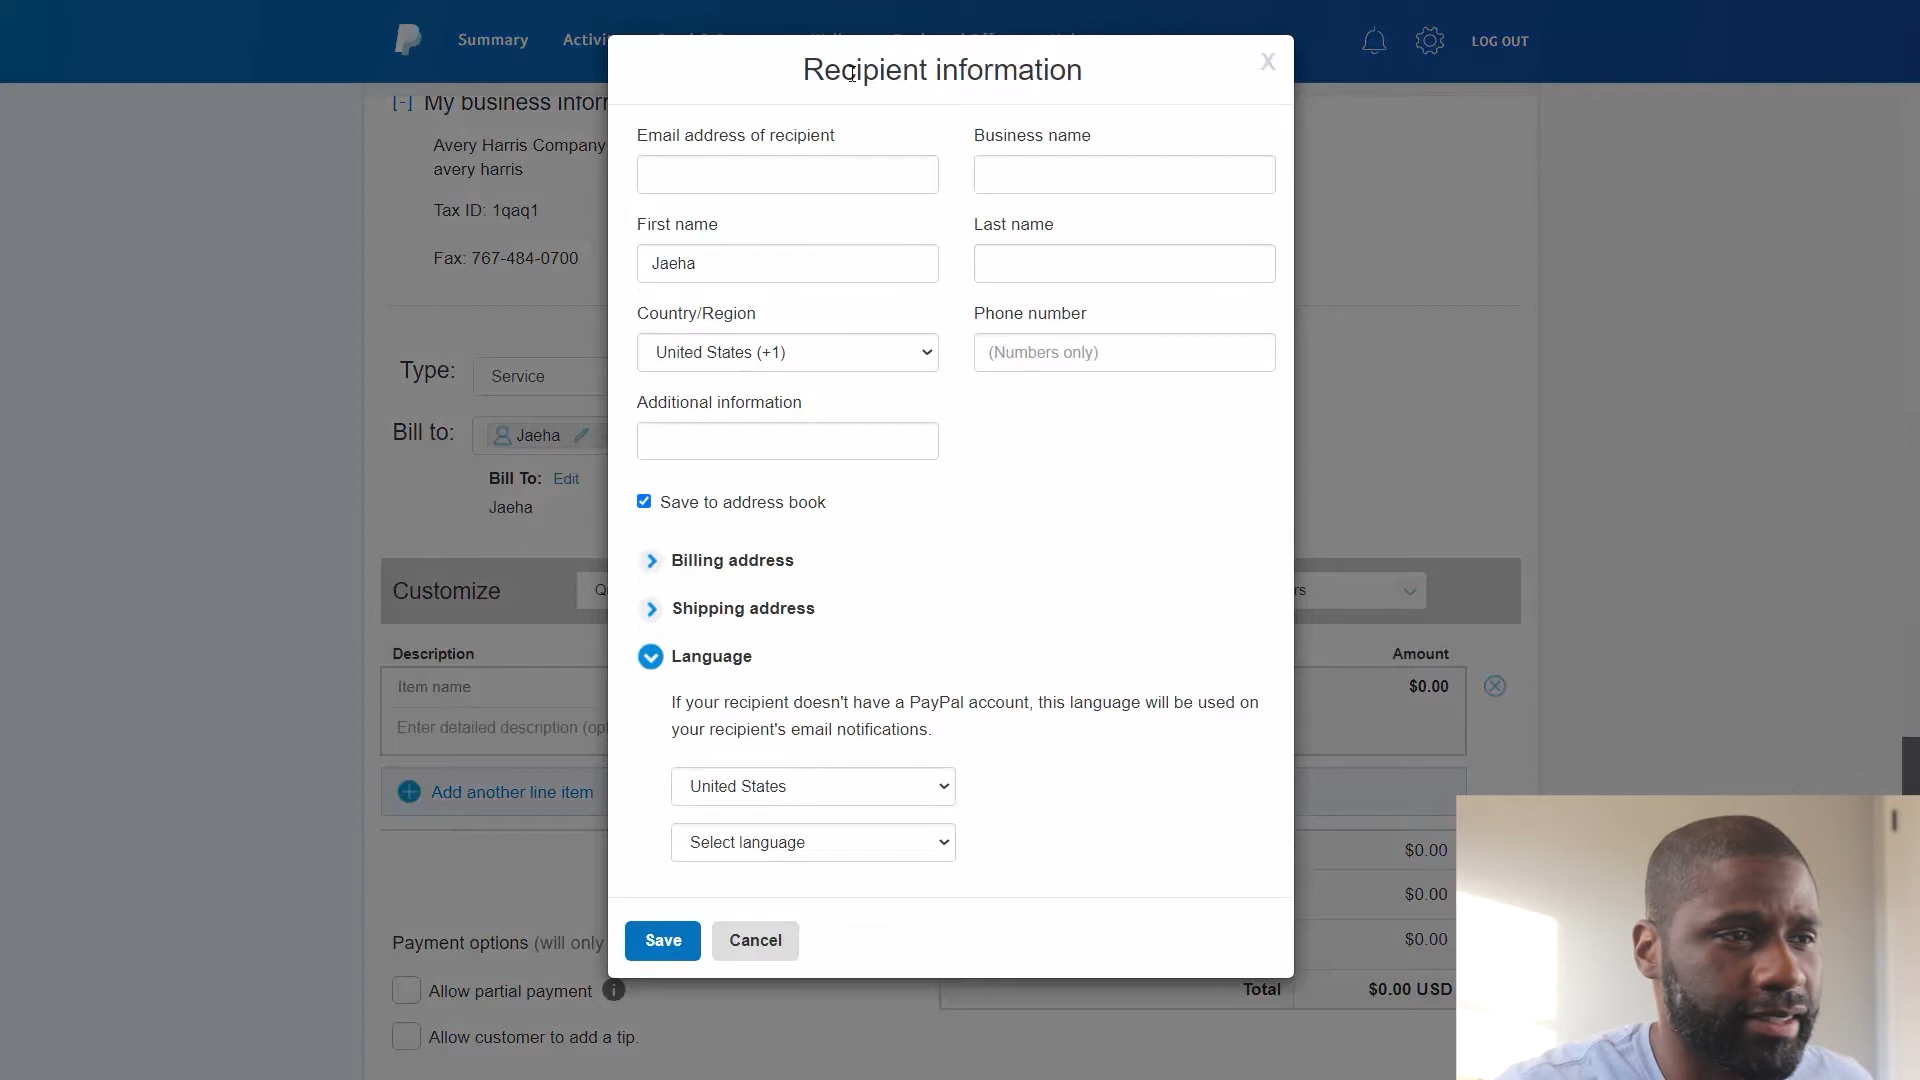 Summary
LOG OUT
[-] My business infor
Avery Harris Company
avery harris
Tax ID: 1qaq1
Fax: 767-484-0700
Type:
Service
Bill to:
Jaeha
Bill To: Edit
Jaeha
Customize
Description
Amount
Item name
$0.00
Enter detailed description (op
Add another line item
$0.00
$0.00
Payment options (will only
$0.00
Allow partial payment
Total
$0.00 USD
Allow customer to add a tip.
Recipient information
X
Email address of recipient
Business name
First name
Last name
Jaeha
Country/Region
Phone number
United States (+1)
(Numbers only)
Additional information
Save to address book
Billing address
Shipping address
Language
If your recipient doesn't have a PayPal account, this language will be used on
your recipient's email notifications.
United States
Select language
Save
Cancel